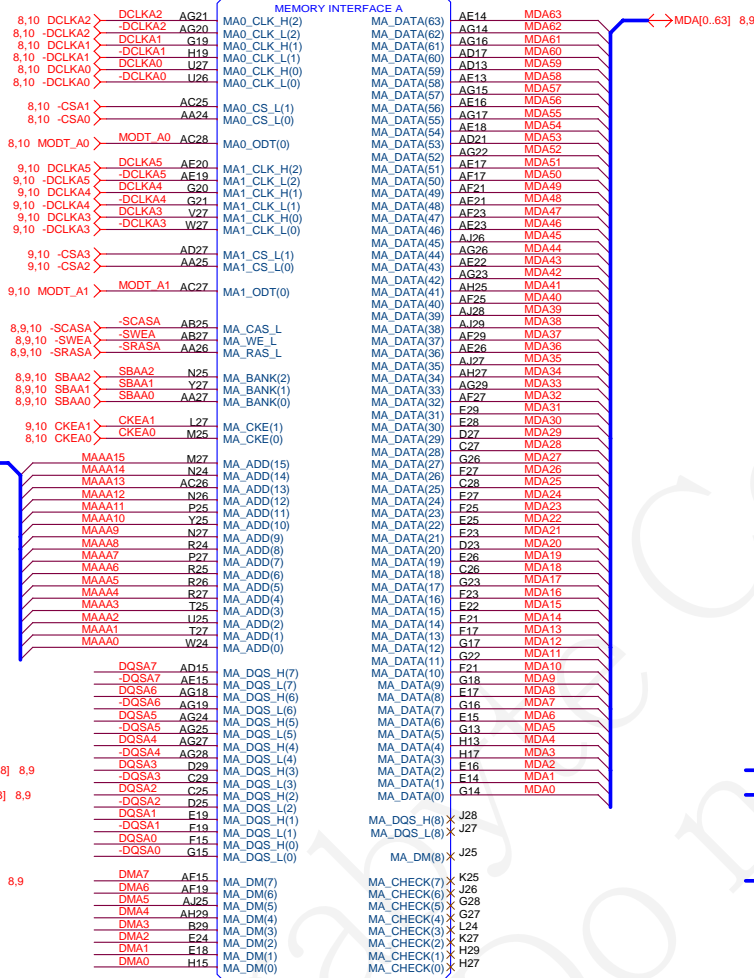 MEMORY INTERFACE A
8,10 DCLKA2 DCLKA2 AG21 MA0_CLK_H(2)
8,10 -DCLKA2 -DCLKA2 AG20 MA0_CLK_L(2)
8,10 DCLKA1 DCLKA1 G19 MA0_CLK_H(1)
8,10 -DCLKA1 -DCLKA1 H19 MA0_CLK_L(1)
8,10 DCLKA0 DCLKA0 U27 MA0_CLK_H(0)
8,10 -DCLKA0 -DCLKA0 U26 MA0_CLK_L(0)
8,10 -CSA1 AC25 MA0_CS_L(1)
8,10 -CSA0 AA24 MA0_CS_L(0)
8,10 MODT_A0 MODT_A0 AC28 MA0_ODT(0)
9,10 DCLKA5 DCLKA5 AE20 MA1_CLK_H(2)
9,10 -DCLKA5 -DCLKA5 AE19 MA1_CLK_L(2)
9,10 DCLKA4 DCLKA4 G20 MA1_CLK_H(1)
9,10 -DCLKA4 -DCLKA4 G21 MA1_CLK_L(1)
9,10 DCLKA3 DCLKA3 V27 MA1_CLK_H(0)
9,10 -DCLKA3 -DCLKA3 W27 MA1_CLK_L(0)
9,10 -CSA3 AD27 MA1_CS_L(1)
9,10 -CSA2 AA25 MA1_CS_L(0)
9,10 MODT_A1 MODT_A1 AC27 MA1_ODT(0)
8,9,10 -SCASA -SCASA AB25 MA_CAS_L
8,9,10 -SWEA -SWEA AB27 MA_WE_L
8,9,10 -SRASA -SRASA AA26 MA_RAS_L
8,9,10 SBAA2 SBAA2 N25 MA_BANK(2)
8,9,10 SBAA1 SBAA1 Y27 MA_BANK(1)
8,9,10 SBAA0 SBAA0 AA27 MA_BANK(0)
9,10 CKEA1 CKEA1 L27 MA_CKE(1)
8,10 CKEA0 CKEA0 M25 MA_CKE(0)
MAAA15 M27 MA_ADD(15)
MAAA14 N24 MA_ADD(14)
MAAA13 AC26 MA_ADD(13)
MAAA12 N26 MA_ADD(12)
MAAA11 P25 MA_ADD(11)
MAAA10 Y25 MA_ADD(10)
MAAA9 N27 MA_ADD(9)
MAAA8 R24 MA_ADD(8)
MAAA7 P27 MA_ADD(7)
MAAA6 R25 MA_ADD(6)
MAAA5 R26 MA_ADD(5)
MAAA4 R27 MA_ADD(4)
MAAA3 T25 MA_ADD(3)
MAAA2 U25 MA_ADD(2)
MAAA1 T27 MA_ADD(1)
MAAA0 W24 MA_ADD(0)
DQSA7 AD15 MA_DQS_H(7)
-DQSA7 AE15 MA_DQS_L(7)
DQSA6 AG18 MA_DQS_H(6)
-DQSA6 AG19 MA_DQS_L(6)
DQSA5 AG24 MA_DQS_H(5)
-DQSA5 AG25 MA_DQS_L(5)
DQSA4 AG27 MA_DQS_H(4)
-DQSA4 AG28 MA_DQS_L(4)
8] 8,9 DQSA3 D29 MA_DQS_H(3)
-DQSA3 C29 MA_DQS_L(3)
] 8,9 DQSA2 C25 MA_DQS_H(2)
-DQSA2 D25 MA_DQS_L(2)
DQSA1 E19 MA_DQS_H(1)
-DQSA1 F19 MA_DQS_L(1)
DQSA0 F15 MA_DQS_H(0)
-DQSA0 G15 MA_DQS_L(0)
8,9 DMA7 AF15 MA_DM(7)
DMA6 AF19 MA_DM(6)
DMA5 AJ25 MA_DM(5)
DMA4 AH29 MA_DM(4)
DMA3 B29 MA_DM(3)
DMA2 E24 MA_DM(2)
DMA1 E18 MA_DM(1)
DMA0 H15 MA_DM(0)
MA_DATA(63) AE14 MDA63
MA_DATA(62) AG14 MDA62
MA_DATA(61) AG16 MDA61
MA_DATA(60) AD17 MDA60
MA_DATA(59) AD13 MDA59
MA_DATA(58) AE13 MDA58
MA_DATA(57) AG15 MDA57
MA_DATA(56) AE16 MDA56
MA_DATA(55) AG17 MDA55
MA_DATA(54) AE18 MDA54
MA_DATA(53) AD21 MDA53
MA_DATA(52) AG22 MDA52
MA_DATA(51) AE17 MDA51
MA_DATA(50) AF17 MDA50
MA_DATA(49) AF21 MDA49
MA_DATA(48) AE21 MDA48
MA_DATA(47) AF23 MDA47
MA_DATA(46) AE23 MDA46
MA_DATA(45) AJ26 MDA45
MA_DATA(44) AG26 MDA44
MA_DATA(43) AE22 MDA43
MA_DATA(42) AG23 MDA42
MA_DATA(41) AH25 MDA41
MA_DATA(40) AF25 MDA40
MA_DATA(39) AJ28 MDA39
MA_DATA(38) AJ29 MDA38
MA_DATA(37) AF29 MDA37
MA_DATA(36) AE26 MDA36
MA_DATA(35) AJ27 MDA35
MA_DATA(34) AH27 MDA34
MA_DATA(33) AG29 MDA33
MA_DATA(32) AF27 MDA32
MA_DATA(31) E29 MDA31
MA_DATA(30) E28 MDA30
MA_DATA(29) D27 MDA29
MA_DATA(28) C27 MDA28
MA_DATA(27) G26 MDA27
MA_DATA(26) F27 MDA26
MA_DATA(25) C28 MDA25
MA_DATA(24) E27 MDA24
MA_DATA(23) F25 MDA23
MA_DATA(22) E25 MDA22
MA_DATA(21) E23 MDA21
MA_DATA(20) D23 MDA20
MA_DATA(19) E26 MDA19
MA_DATA(18) C26 MDA18
MA_DATA(17) G23 MDA17
MA_DATA(16) F23 MDA16
MA_DATA(15) E22 MDA15
MA_DATA(14) E21 MDA14
MA_DATA(13) F17 MDA13
MA_DATA(12) G17 MDA12
MA_DATA(11) G22 MDA11
MA_DATA(10) F21 MDA10
MA_DATA(9) G18 MDA9
MA_DATA(8) E17 MDA8
MA_DATA(7) G16 MDA7
MA_DATA(6) E15 MDA6
MA_DATA(5) G13 MDA5
MA_DATA(4) H13 MDA4
MA_DATA(3) H17 MDA3
MA_DATA(2) E16 MDA2
MA_DATA(1) E14 MDA1
MA_DATA(0) G14 MDA0
MA_DQS_H(8) J28
MA_DQS_L(8) J27
MA_DM(8) J25
MA_CHECK(7) K25
MA_CHECK(6) J26
MA_CHECK(5) G28
MA_CHECK(4) G27
MA_CHECK(3) L24
MA_CHECK(2) K27
MA_CHECK(1) H29
MA_CHECK(0) H27
MDA[0..63] 8,9